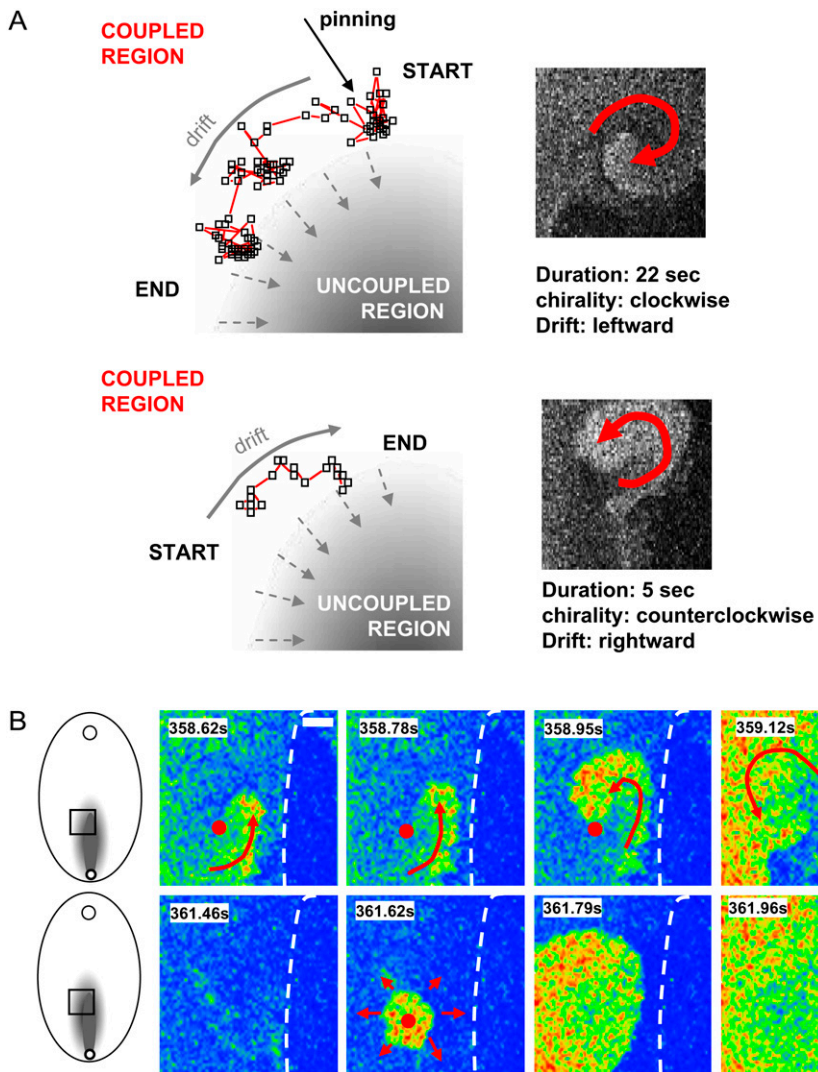 A
COUPLED
REGION
pinning
START
drift
END
UNCOUPLED
REGION
Duration: 22 sec
chirality: clockwise
Drift: leftward
COUPLED
REGION
drift
END
START
UNCOUPLED
REGION
Duration: 5 sec
chirality: counterclockwise
Drift: rightward
B
358.62s
358.78s
358.95s
359.12s
361.46s
361.62s
361.79s
361.96s